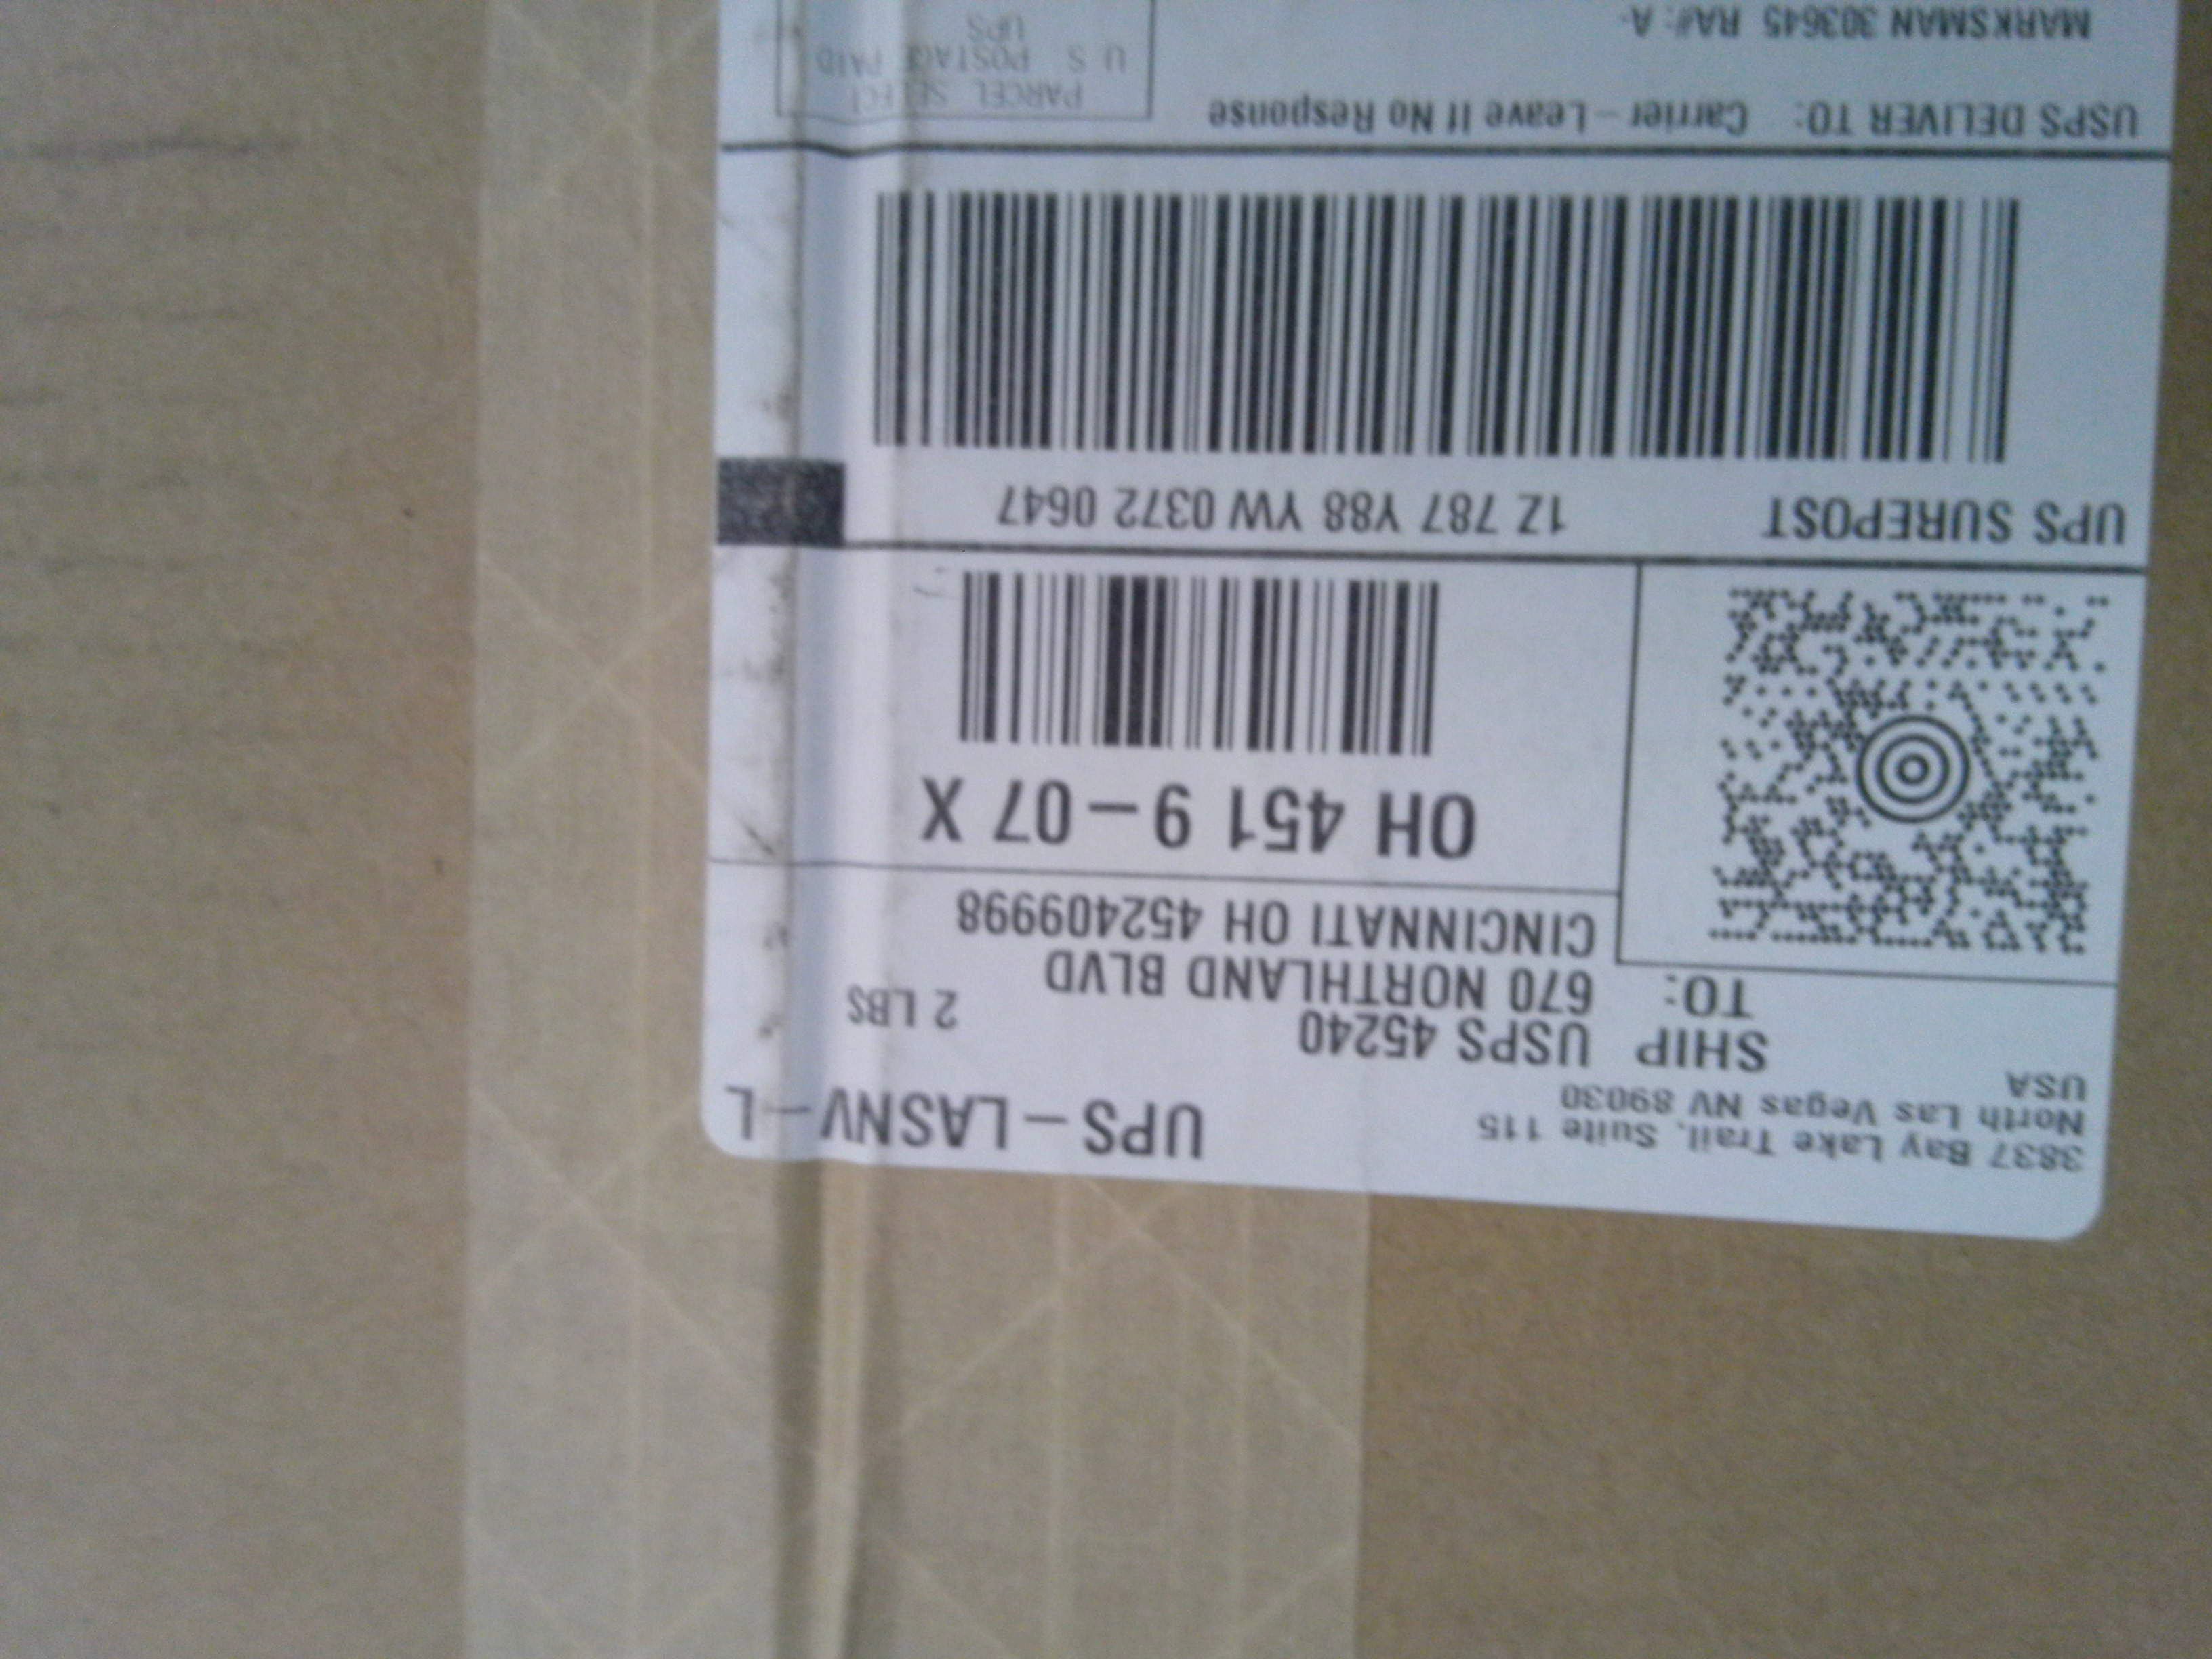 3837 Bay Lake Trail, Suite 115
North Las Vegas NV 89030
USA
UPS - LASNV - L
2 LBS
SHIP TO:
USPS 45240
670 NORTHLAND BLVD
CINCINNATI OH 452409998
OH 451 9 - 07 X
UPS SUREPOST
1Z 787 Y88 YW 0372 0647
USPS DELIVER TO: Carrier - Leave If No Response
PARCEL SELECT
U S POSTAGE PAID
UPS
MARKSMAN 303645 RA#: A-